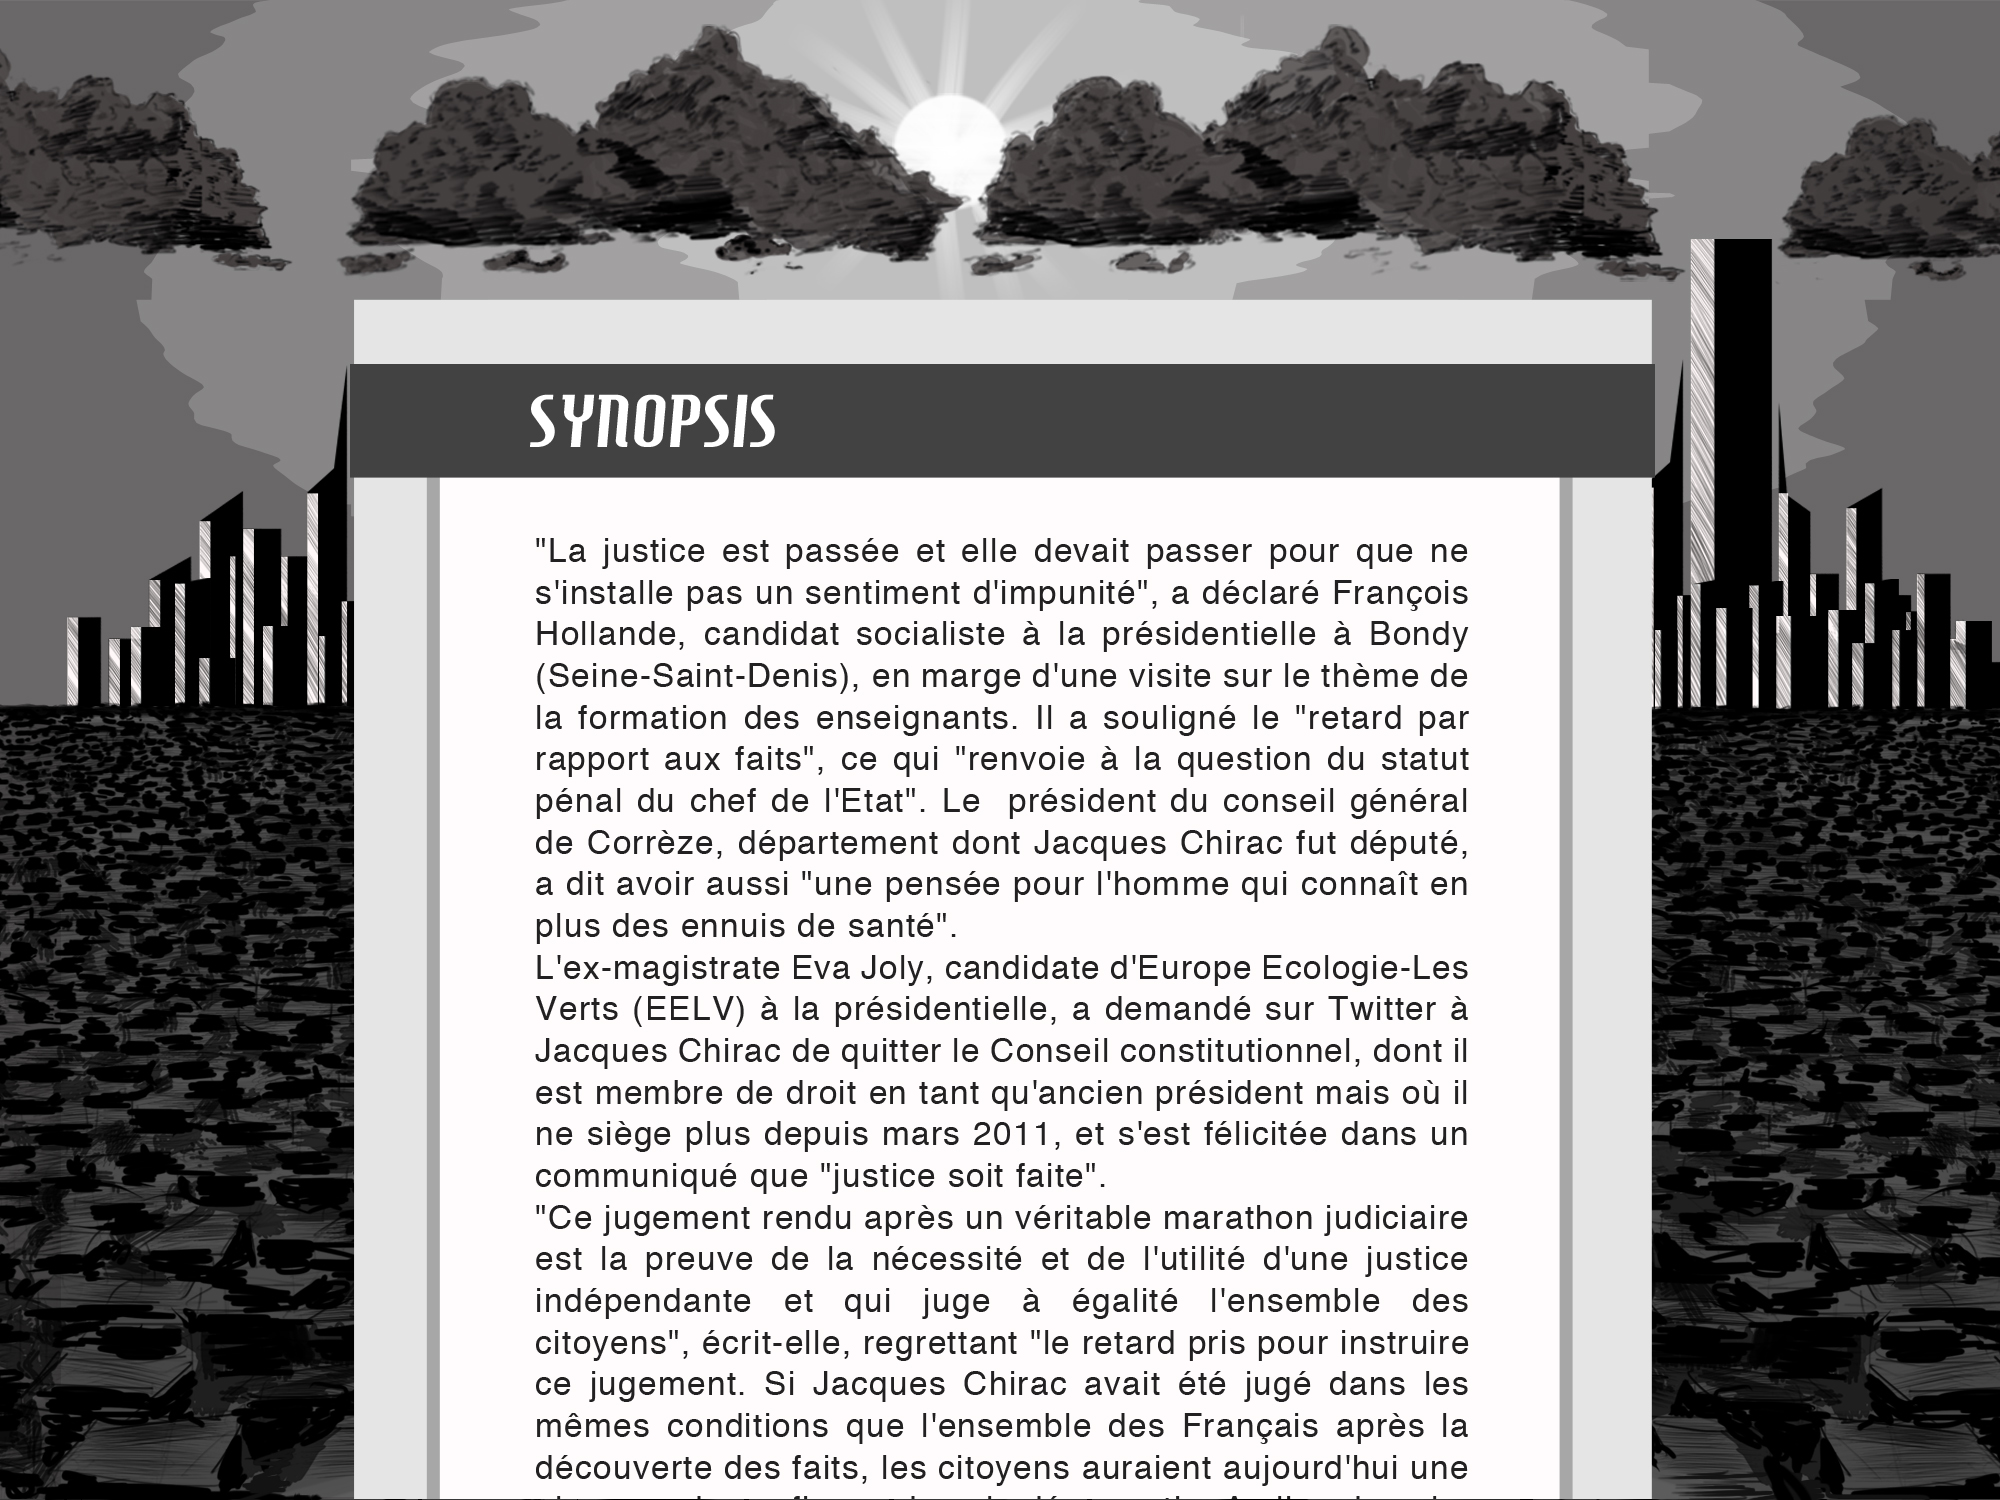 SYNOPSIS
"La justice est passée et elle devait passer pour que ne
s'installe pas un sentiment d'impunité", a déclaré François
Hollande, candidat socialiste à la présidentielle à Bondy
(Seine-Saint-Denis), en marge d'une visite sur le thème de
la formation des enseignants. Il a souligné le "retard par
rapport aux faits", ce qui "renvoie à la question du statut
pénal du chef de l'Etat". Le  président du conseil général
de Corrèze, département dont Jacques Chirac fut député,
a dit avoir aussi "une pensée pour l'homme qui connaît en
plus des ennuis de santé".
L'ex-magistrate Eva Joly, candidate d'Europe Ecologie-Les
Verts (EELV) à la présidentielle, a demandé sur Twitter à
Jacques Chirac de quitter le Conseil constitutionnel, dont il
est membre de droit en tant qu'ancien président mais où il
ne siège plus depuis mars 2011, et s'est félicitée dans un
communiqué que "justice soit faite".
"Ce jugement rendu après un véritable marathon judiciaire
est la preuve de la nécessité et de l'utilité d'une justice
indépendante et qui juge à égalité l'ensemble des
citoyens", écrit-elle, regrettant "le retard pris pour instruire
ce jugement. Si Jacques Chirac avait été jugé dans les
mêmes conditions que l'ensemble des Français après la
découverte des faits, les citoyens auraient aujourd'hui une